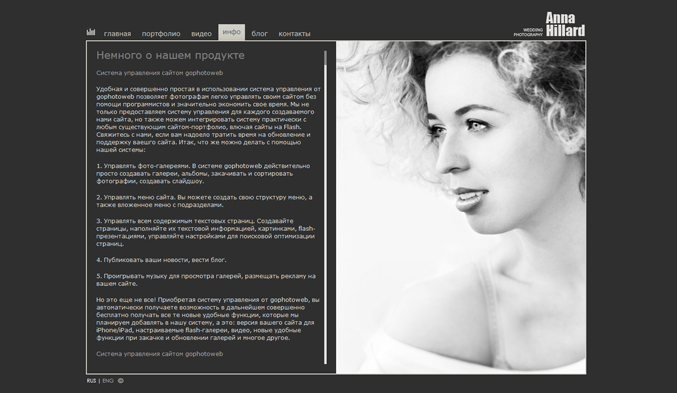 главная портфолио видео инфо блог контакты
WEDDING PHOTOGRAPHY
Anna Hillard
Немного о нашем продукте
Система управления сайтом gophotoweb
Удобная и совершенно простая в использовании система управления от
gophotoweb позволяет фотографам легко управлять своим сайтом без
помощи программистов и значительно экономить свое время. Мы не
только предоставляем систему управления для каждого создаваемого
нами сайта, но также можем интегрировать систему практически с
любым существующим сайтом-портфолио, влючая сайты на Flash.
Свяжитесь с нами, если вам надоело тратить время на обновление и
поддержку вашего сайта. Итак, что же можно делать с помощью
нашей системы:
1. Управлять фото-галереями. В системе gophotoweb действительно
просто создавать галереи, альбомы, закачивать и сортировать
фотографии, создавать слайдшоу.
2. Управлять меню сайта. Вы можете создать свою структуру меню, а
также вложенное меню с подразделами.
3. Управлять всем содержимым текстовых страниц. Создавайте
страницы, наполняйте их текстовой информацией, картинками, flash-
презентациями, управляйте настройками для поисковой оптимизации
страниц.
4. Публиковать ваши новости, вести блог.
5. Проигрывать музыку для просмотра галерей, размещать рекламу на
вашем сайте.
Но это еще не все! Приобретая систему управления от gophotoweb, вы
автоматически получаете возможность в дальнейшем совершенно
бесплатно получать все те новые удобные функции, которые мы
планируем добавлять в нашу систему, а это: версия вашего сайта для
iPhone/iPad, настраиваемые flash-галереи, видео, новые удобные
функции при закачке и обновлении галерей и многое другое.
Система управления сайтом gophotoweb
RUS | ENG